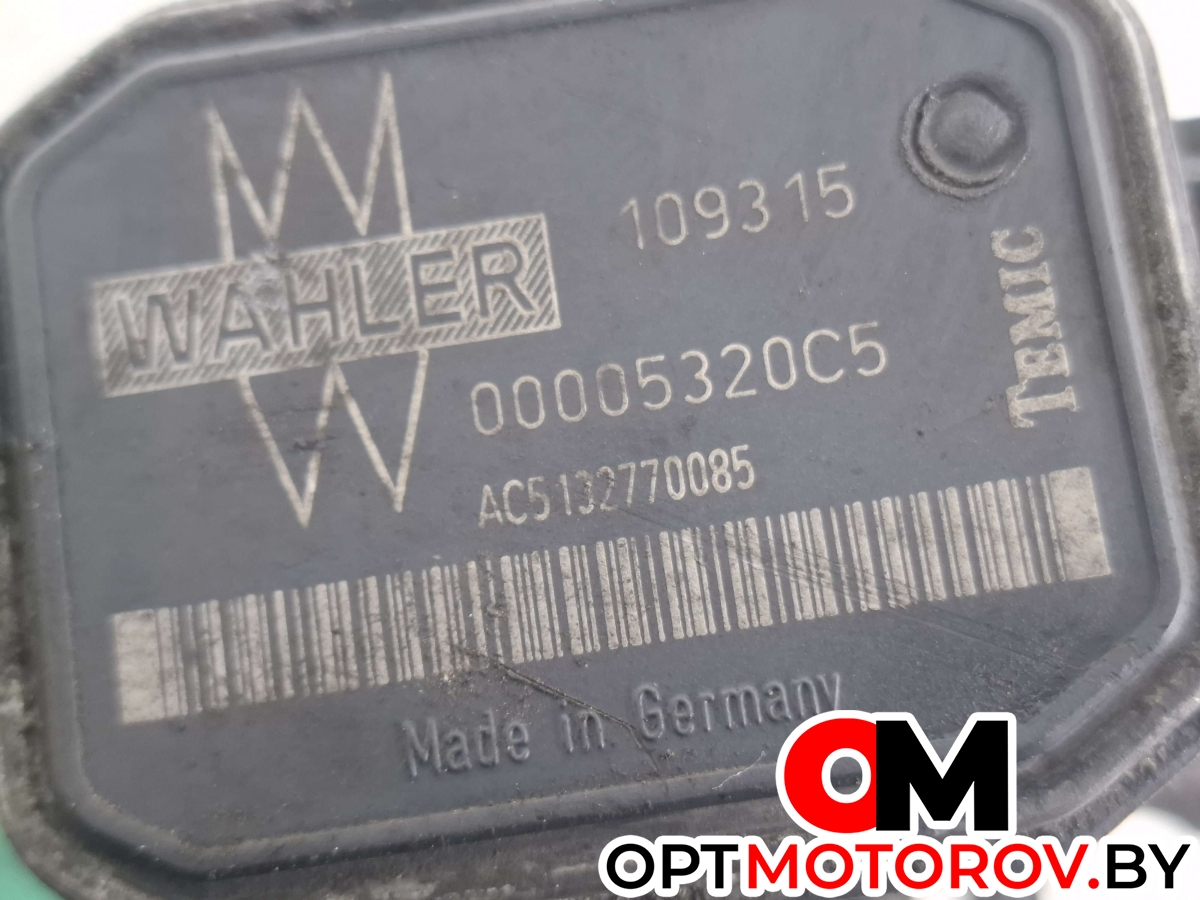 WAHLER
109315
00005320C5
AC5132770085
TEMIC
Made in Germany
OM
OPTMOTOROV.BY